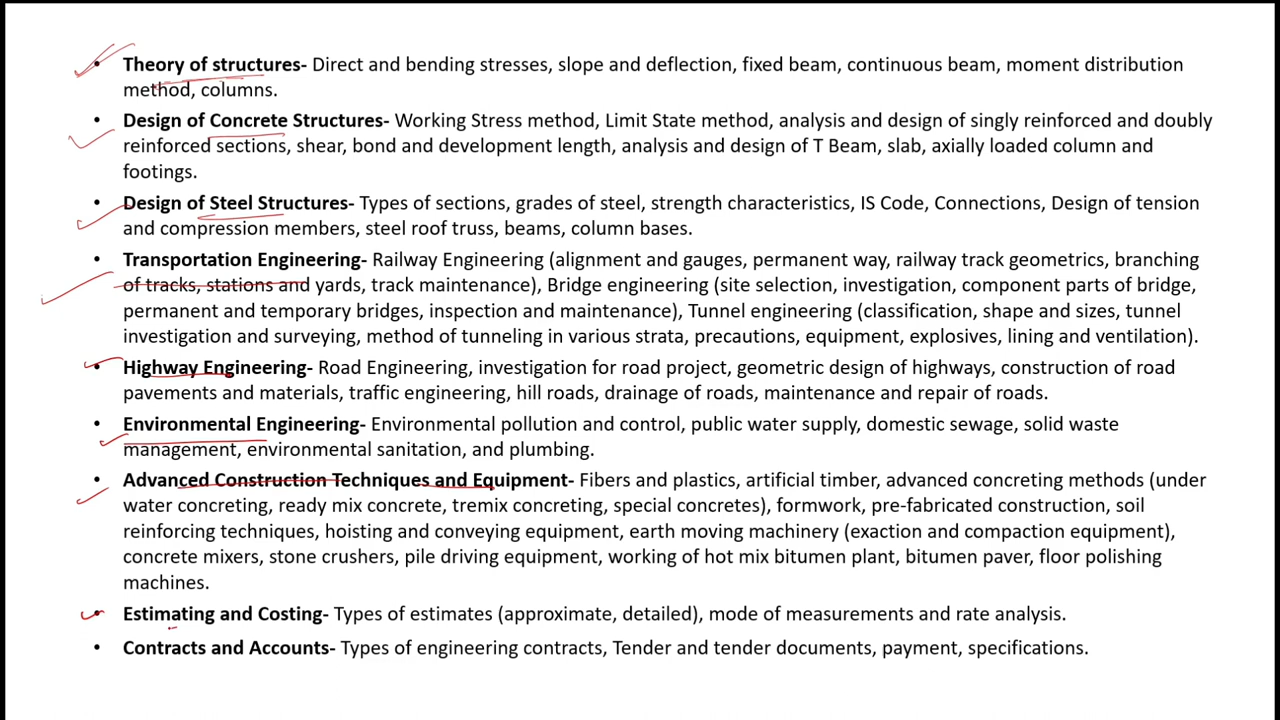 • Theory of structures- Direct and bending stresses, slope and deflection, fixed beam, continuous beam, moment distribution
method, columns.
• Design of Concrete Structures- Working Stress method, Limit State method, analysis and design of singly reinforced and doubly
reinforced sections, shear, bond and development length, analysis and design of T Beam, slab, axially loaded column and
footings.
• Design of Steel Structures- Types of sections, grades of steel, strength characteristics, IS Code, Connections, Design of tension
and compression members, steel roof truss, beams, column bases.
• Transportation Engineering- Railway Engineering (alignment and gauges, permanent way, railway track geometrics, branching
of tracks, stations and yards, track maintenance), Bridge engineering (site selection, investigation, component parts of bridge,
permanent and temporary bridges, inspection and maintenance), Tunnel engineering (classification, shape and sizes, tunnel
investigation and surveying, method of tunneling in various strata, precautions, equipment, explosives, lining and ventilation).
• Highway Engineering- Road Engineering, investigation for road project, geometric design of highways, construction of road
pavements and materials, traffic engineering, hill roads, drainage of roads, maintenance and repair of roads.
• Environmental Engineering- Environmental pollution and control, public water supply, domestic sewage, solid waste
management, environmental sanitation, and plumbing.
• Advanced Construction Techniques and Equipment- Fibers and plastics, artificial timber, advanced concreting methods (under
water concreting, ready mix concrete, tremix concreting, special concretes), formwork, pre-fabricated construction, soil
reinforcing techniques, hoisting and conveying equipment, earth moving machinery (exaction and compaction equipment),
concrete mixers, stone crushers, pile driving equipment, working of hot mix bitumen plant, bitumen paver, floor polishing
machines.
• Estimating and Costing- Types of estimates (approximate, detailed), mode of measurements and rate analysis.
• Contracts and Accounts- Types of engineering contracts, Tender and tender documents, payment, specifications.